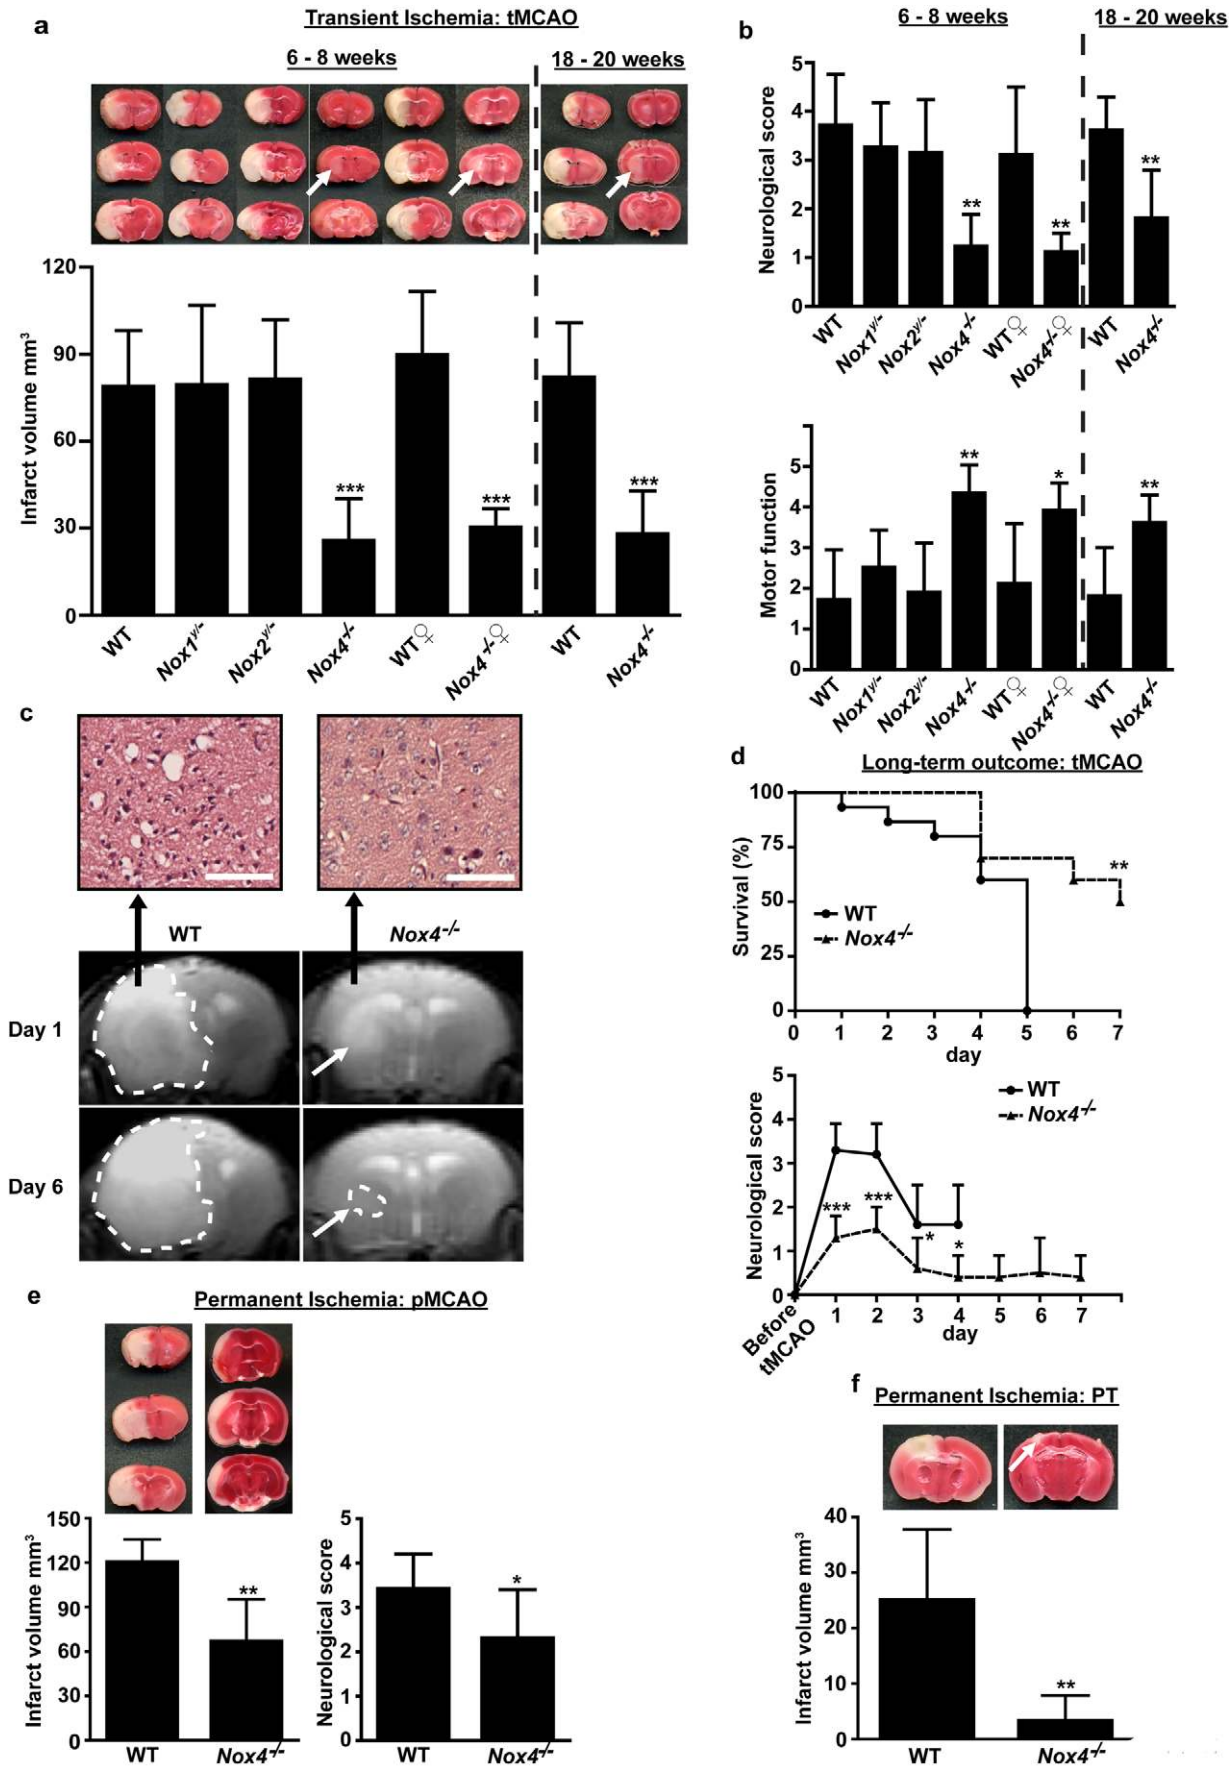 a
Transient Ischemia: tMCAO
6 - 8 weeks
18 - 20 weeks
Infarct volume mm³
120
90
60
30
0
***
***
***
WT
Nox1y/-
Nox2y/-
Nox4-/-
WT♀
Nox4-/-♀
WT
Nox4-/-
b
6 - 8 weeks
18 - 20 weeks
Neurological score
5
4
3
2
1
0
**
**
**
WT
Nox1y/-
Nox2y/-
Nox4-/-
WT♀
Nox4-/-♀
WT
Nox4-/-
Motor function
5
4
3
2
1
0
**
*
**
WT
Nox1y/-
Nox2y/-
Nox4-/-
WT♀
Nox4-/-♀
WT
Nox4-/-
c
WT
Nox4-/-
Day 1
Day 6
d
Long-term outcome: tMCAO
Survival (%)
100
75
50
25
0
**
WT
Nox4-/-
0 1 2 3 4 5 6 7
day
Neurological score
5
4
3
2
1
0
WT
Nox4-/-
***
***
*
*
Before
tMCAO
1 2 3 4 5 6 7
day
e
Permanent Ischemia: pMCAO
Infarct volume mm³
150
120
90
60
30
0
**
WT
Nox4-/-
Neurological score
5
4
3
2
1
0
*
WT
Nox4-/-
f
Permanent Ischemia: PT
Infarct volume mm³
40
30
20
10
0
**
WT
Nox4-/-